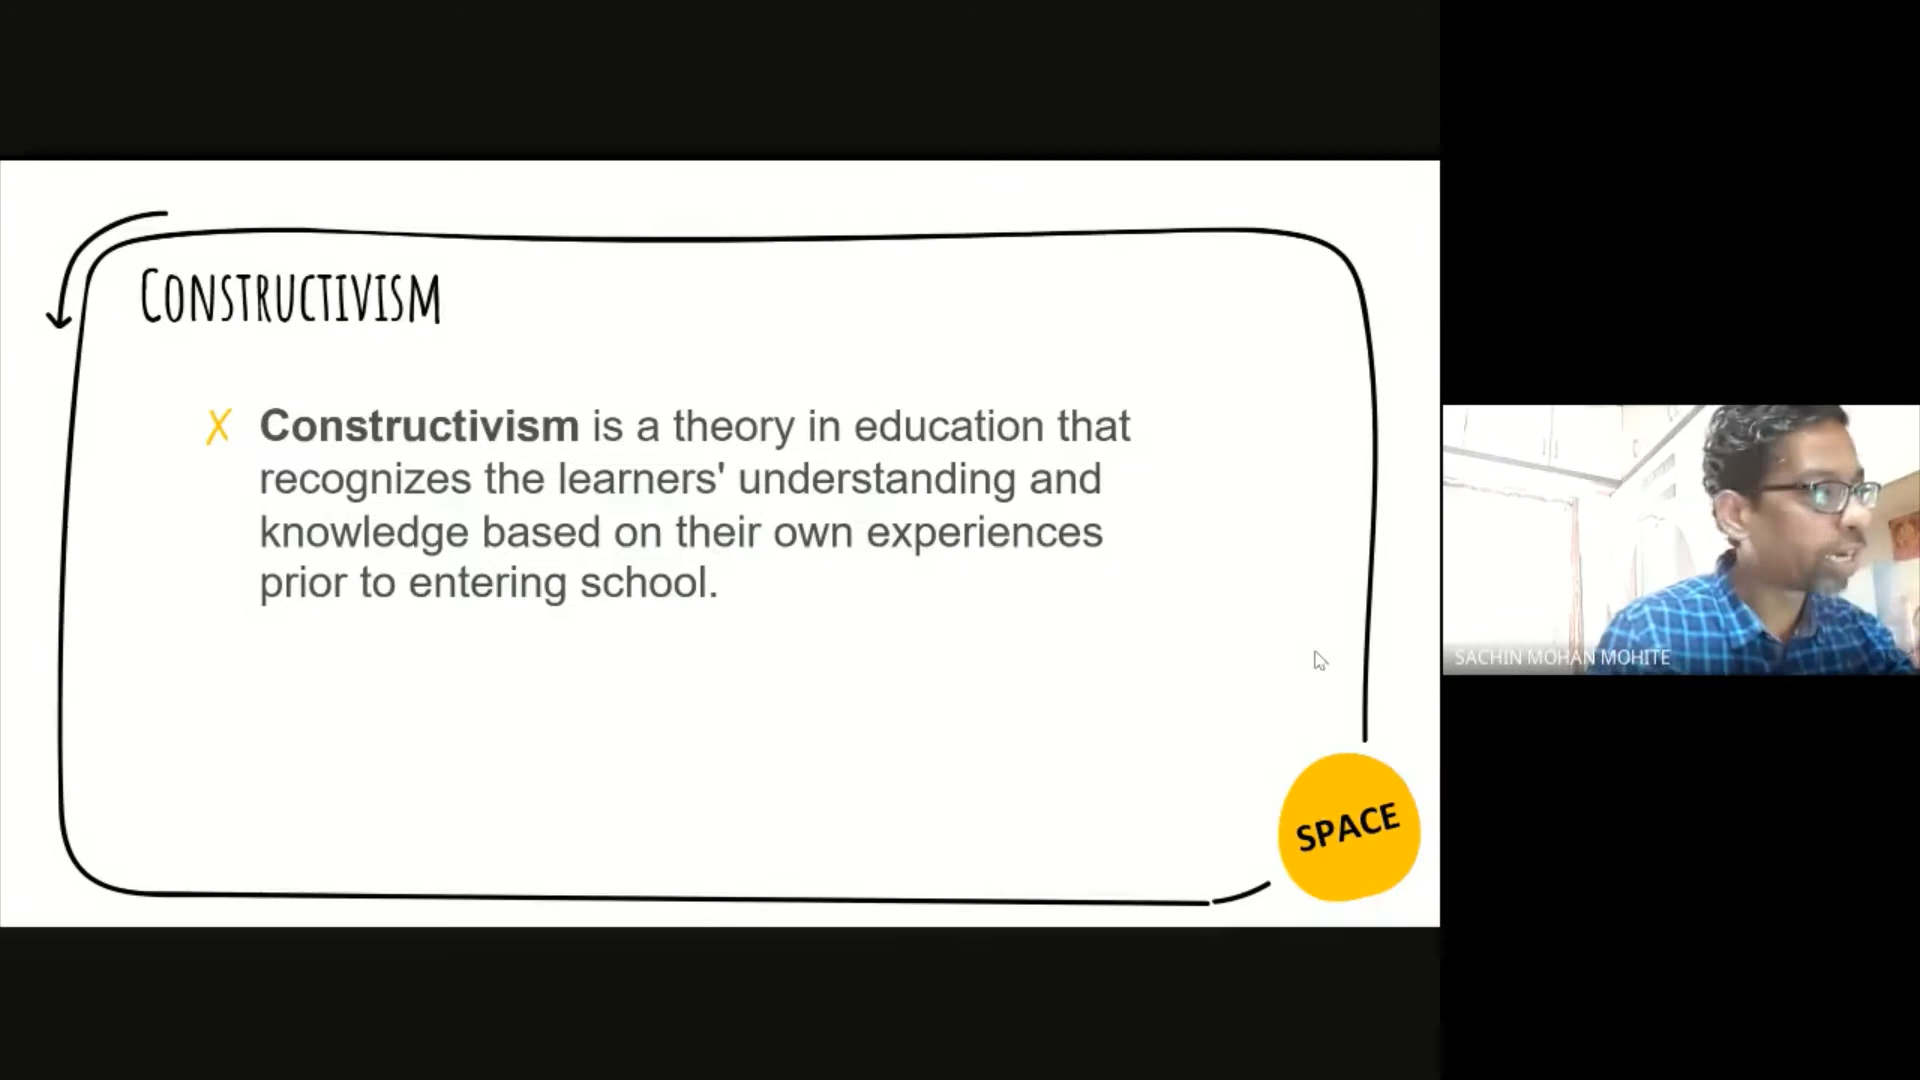 CONSTRUCTIVISM
✗ Constructivism is a theory in education that
recognizes the learners' understanding and
knowledge based on their own experiences
prior to entering school.
SPACE
SACHIN MOHAN MOHITE